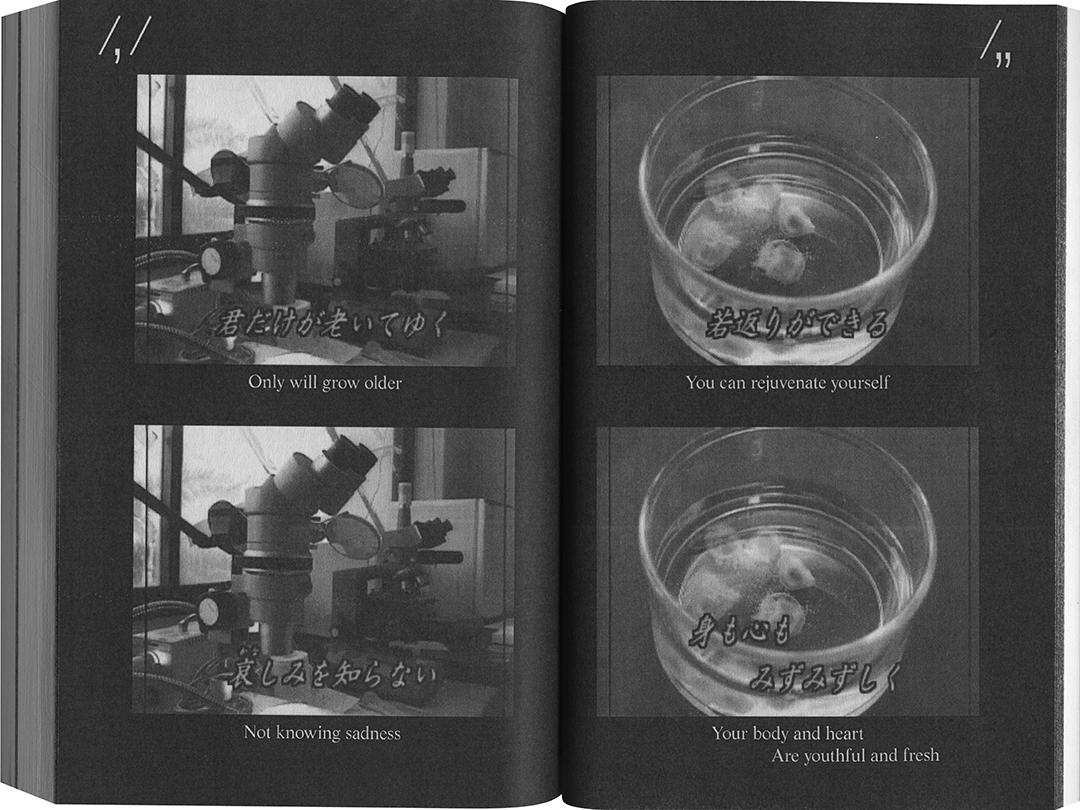 君だけが老いてゆく
Only will grow older
哀しみを知らない
Not knowing sadness
若返りができる
You can rejuvenate yourself
身も心も
みずみずしく
Your body and heart
Are youthful and fresh